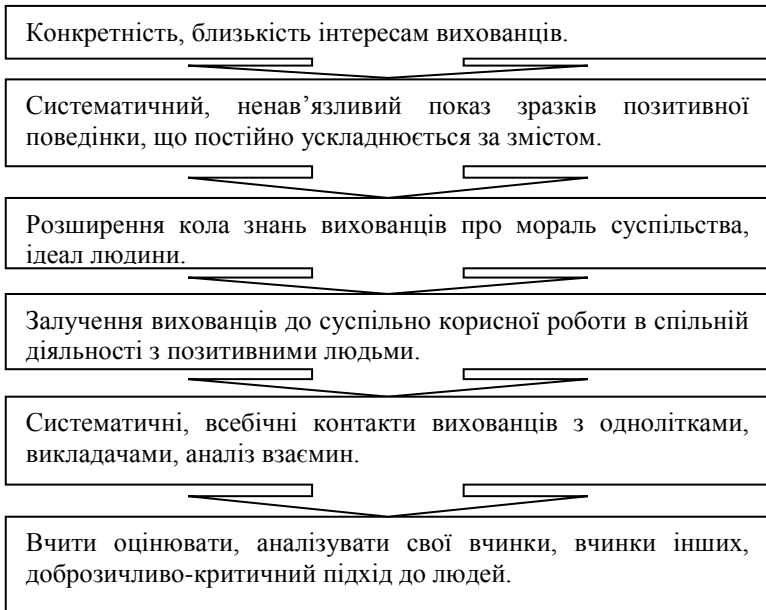 Конкретність, близькість інтересам вихованців.
Систематичний, ненав’язливий показ зразків позитивної
поведінки, що постійно ускладнюється за змістом.
Розширення кола знань вихованців про мораль суспільства,
ідеал людини.
Залучення вихованців до суспільно корисної роботи в спільній
діяльності з позитивними людьми.
Систематичні, всебічні контакти вихованців з однолітками,
викладачами, аналіз взаємин.
Вчити оцінювати, аналізувати свої вчинки, вчинки інших,
доброзичливо-критичний підхід до людей.